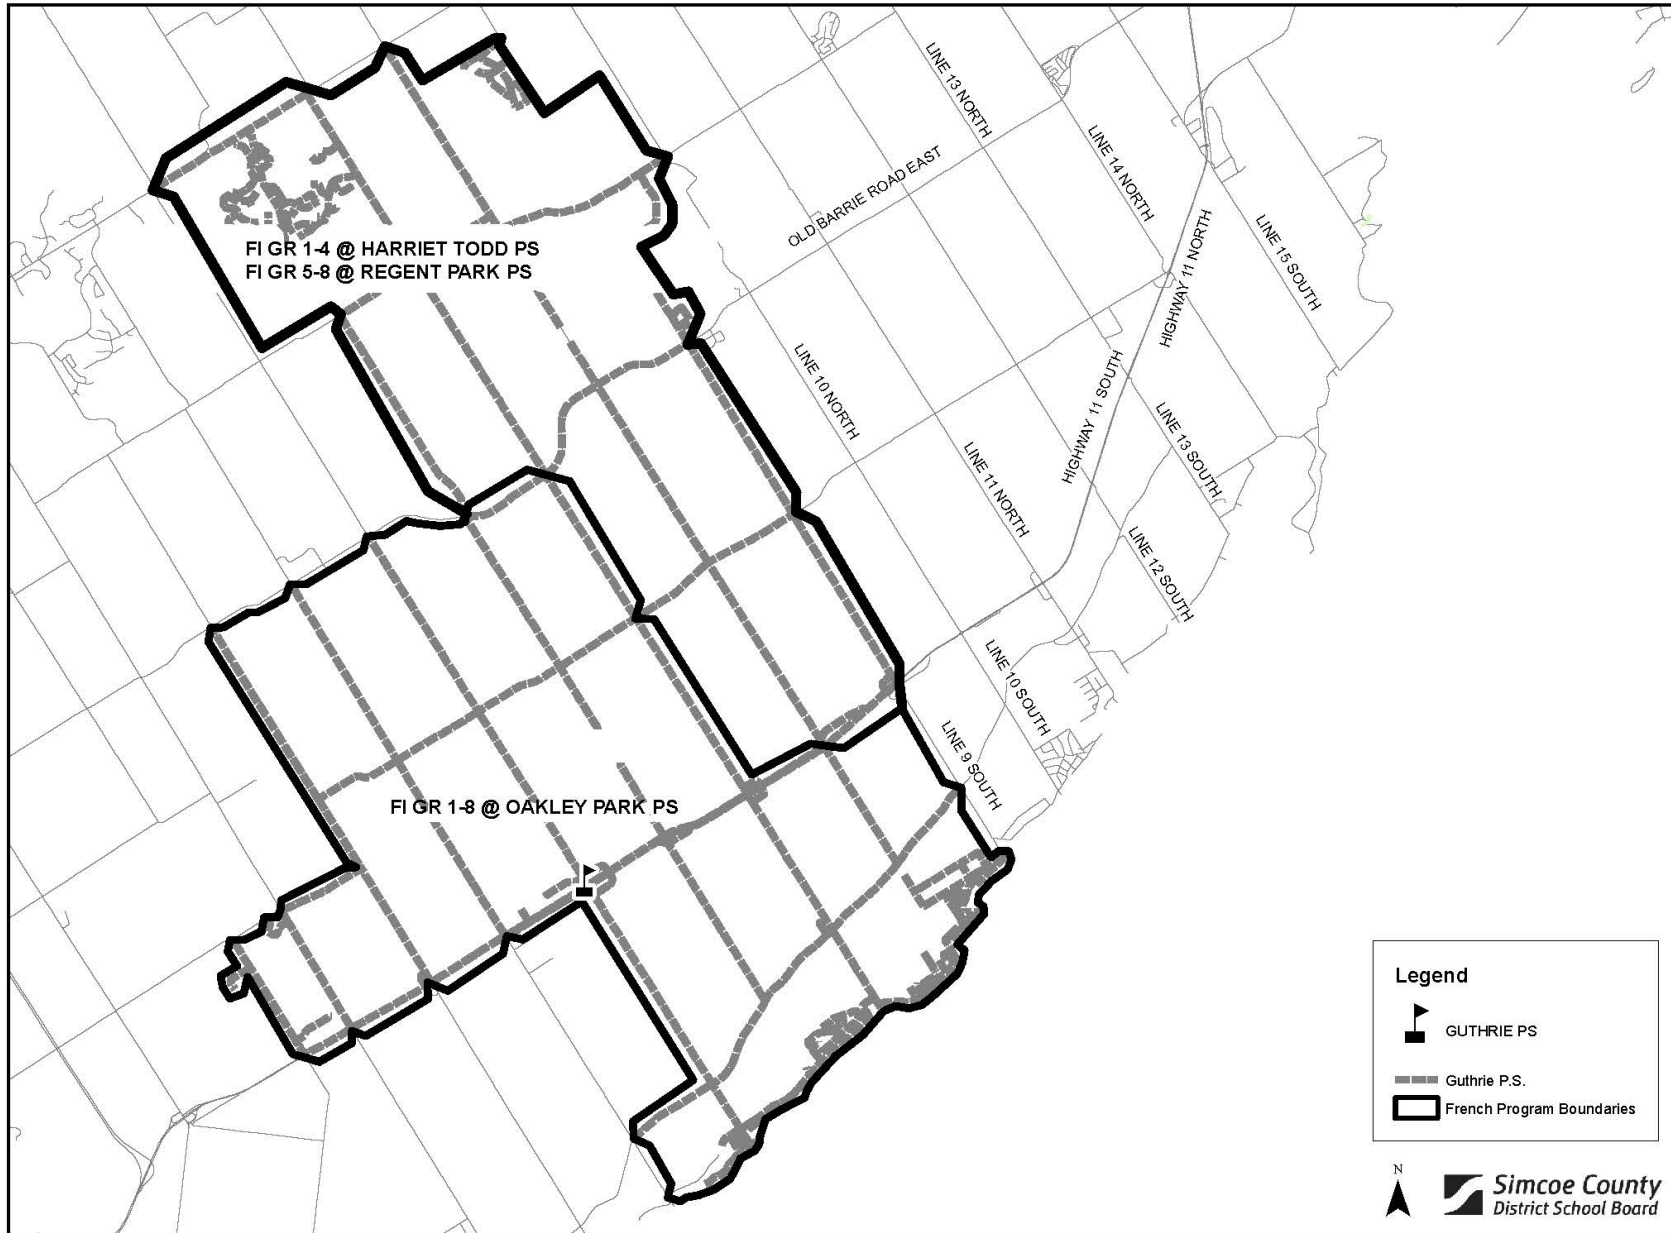 LINE 13 NORTH
LINE 14 NORTH
OLD BARRIE ROAD EAST
HIGHWAY 11 NORTH
LINE 15 SOUTH
FI GR 1-4 @ HARRIET TODD PS
FI GR 5-8 @ REGENT PARK PS
LINE 10 NORTH
HIGHWAY 11 SOUTH
LINE 13 SOUTH
LINE 11 NORTH
LINE 12 SOUTH
LINE 10 SOUTH
LINE 9 SOUTH
FI GR 1-8 @ OAKLEY PARK PS
Legend
GUTHRIE PS
Guthrie P.S.
French Program Boundaries
N
Simcoe County
District School Board